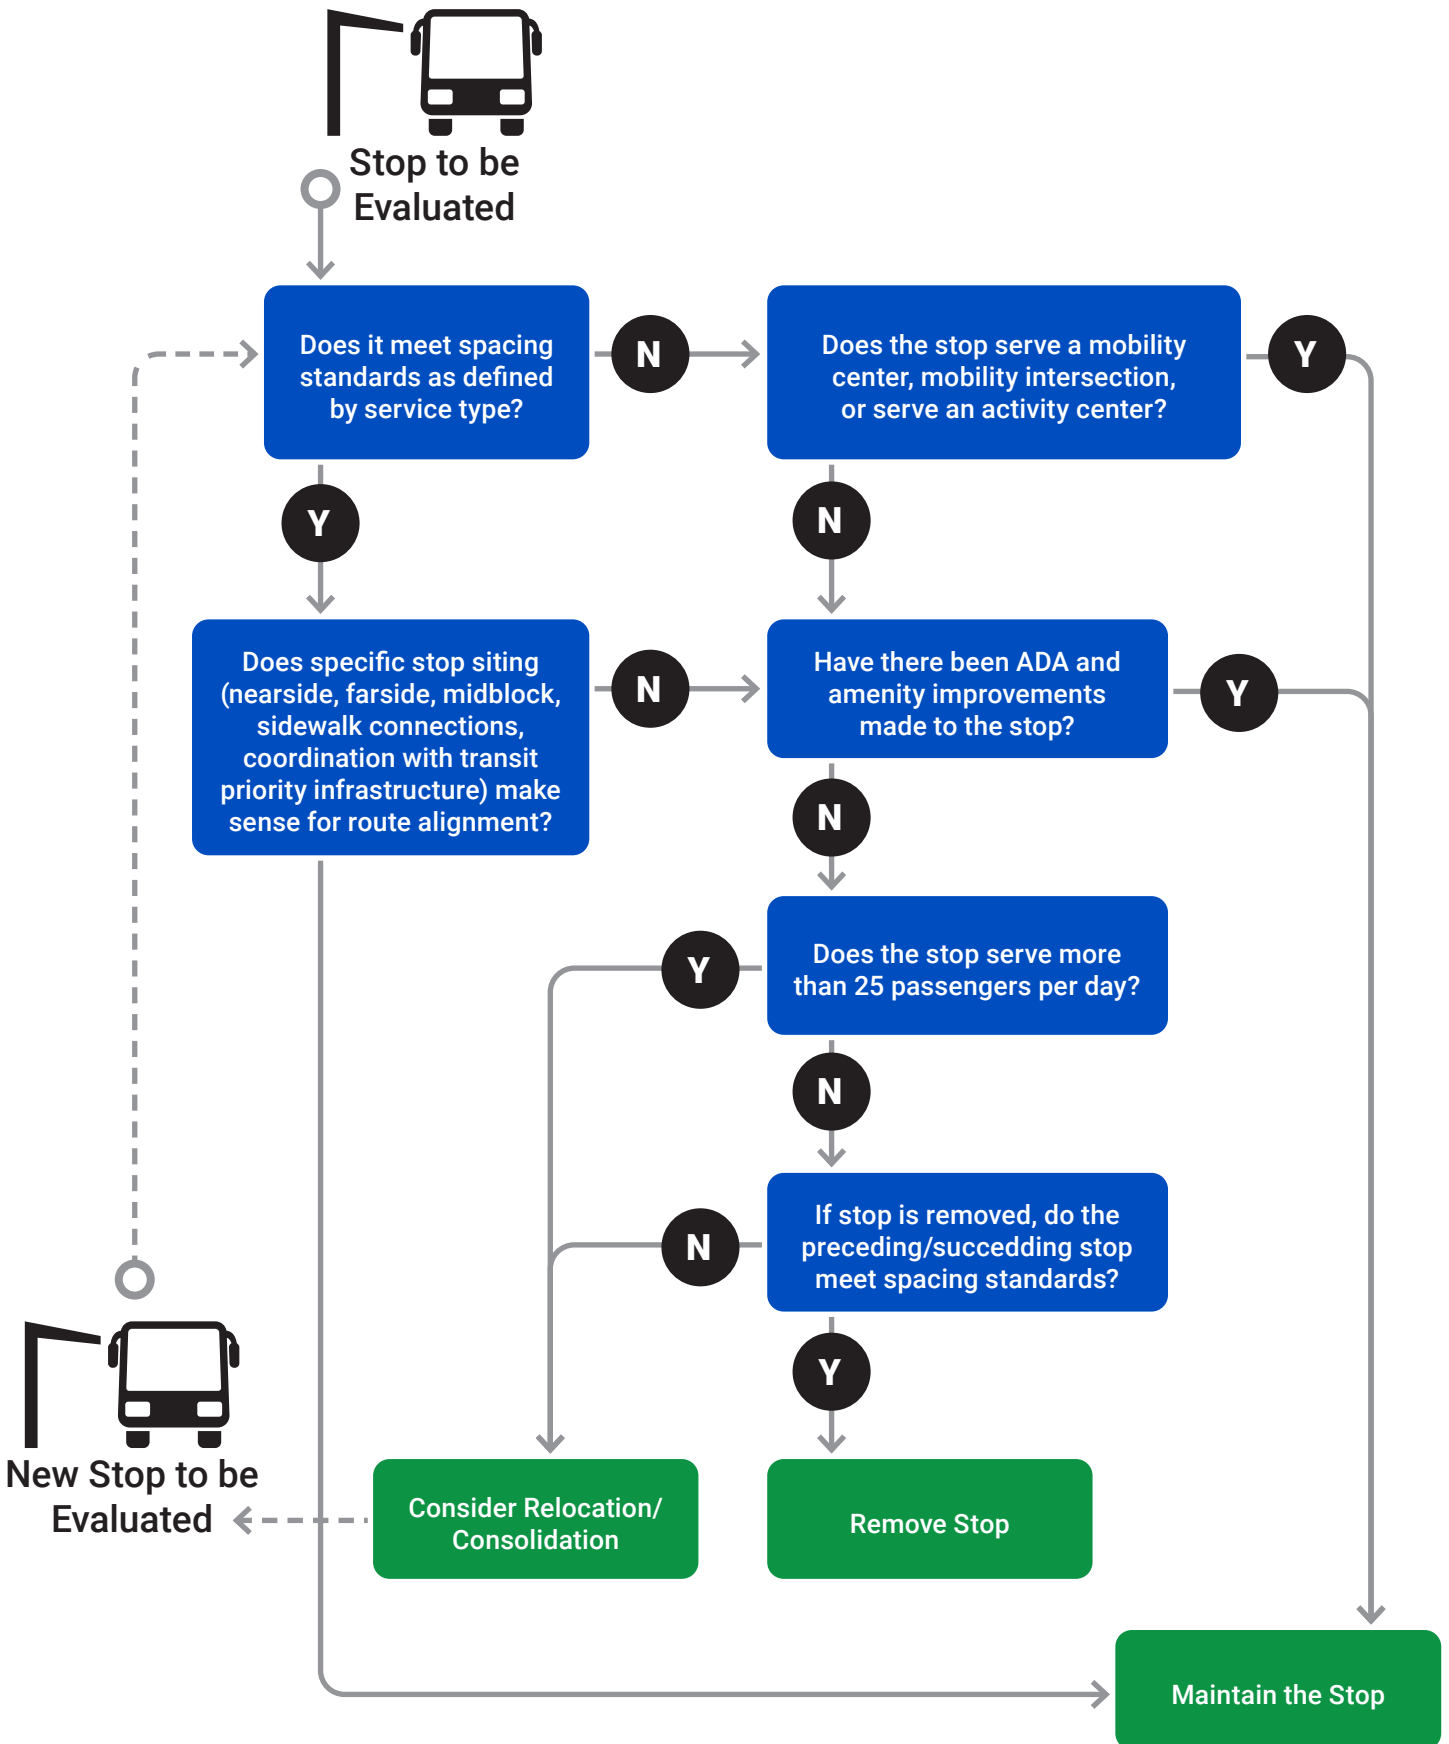 Stop to be
Evaluated
Does it meet spacing
standards as defined
by service type?
N
Does the stop serve a mobility
center, mobility intersection,
or serve an activity center?
Y
Y
N
Does specific stop siting
(nearside, farside, midblock,
sidewalk connections,
coordination with transit
priority infrastructure) make
sense for route alignment?
N
Have there been ADA and
amenity improvements
made to the stop?
Y
N
Does the stop serve more
than 25 passengers per day?
Y
N
If stop is removed, do the
preceding/succedding stop
meet spacing standards?
N
Y
New Stop to be
Evaluated
Consider Relocation/
Consolidation
Remove Stop
Maintain the Stop